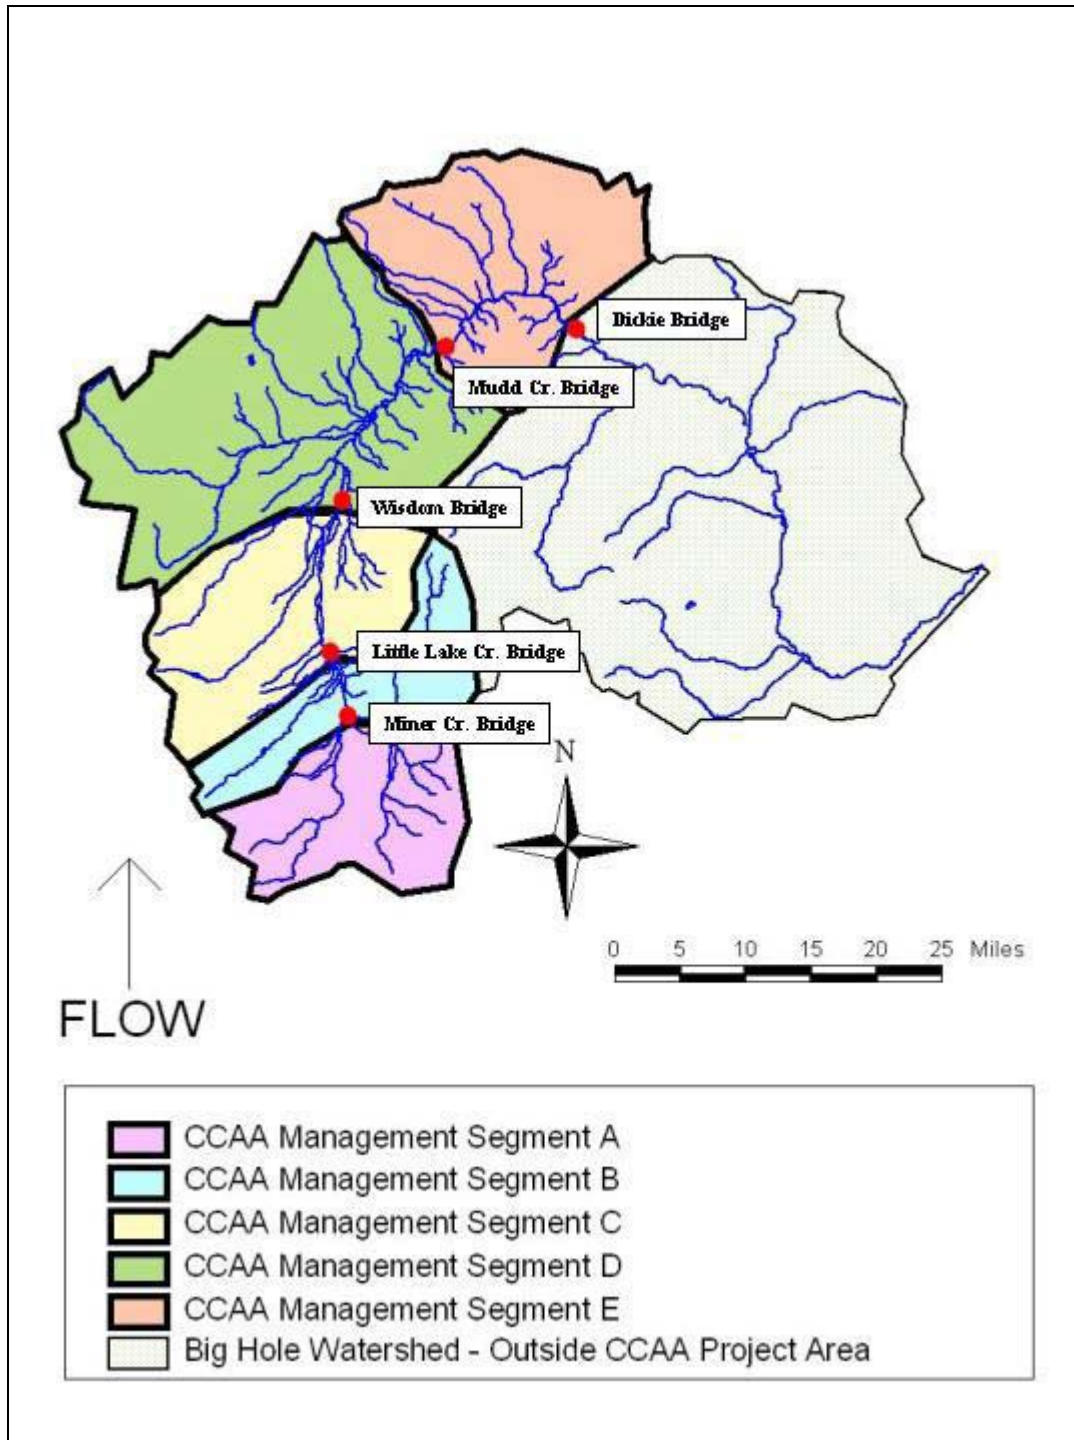 Dickie Bridge
Mudd Cr. Bridge
Wisdom Bridge
Little Lake Cr. Bridge
Miner Cr. Bridge
N
0 5 10 15 20 25 Miles
FLOW
CCAA Management Segment A
CCAA Management Segment B
CCAA Management Segment C
CCAA Management Segment D
CCAA Management Segment E
Big Hole Watershed - Outside CCAA Project Area